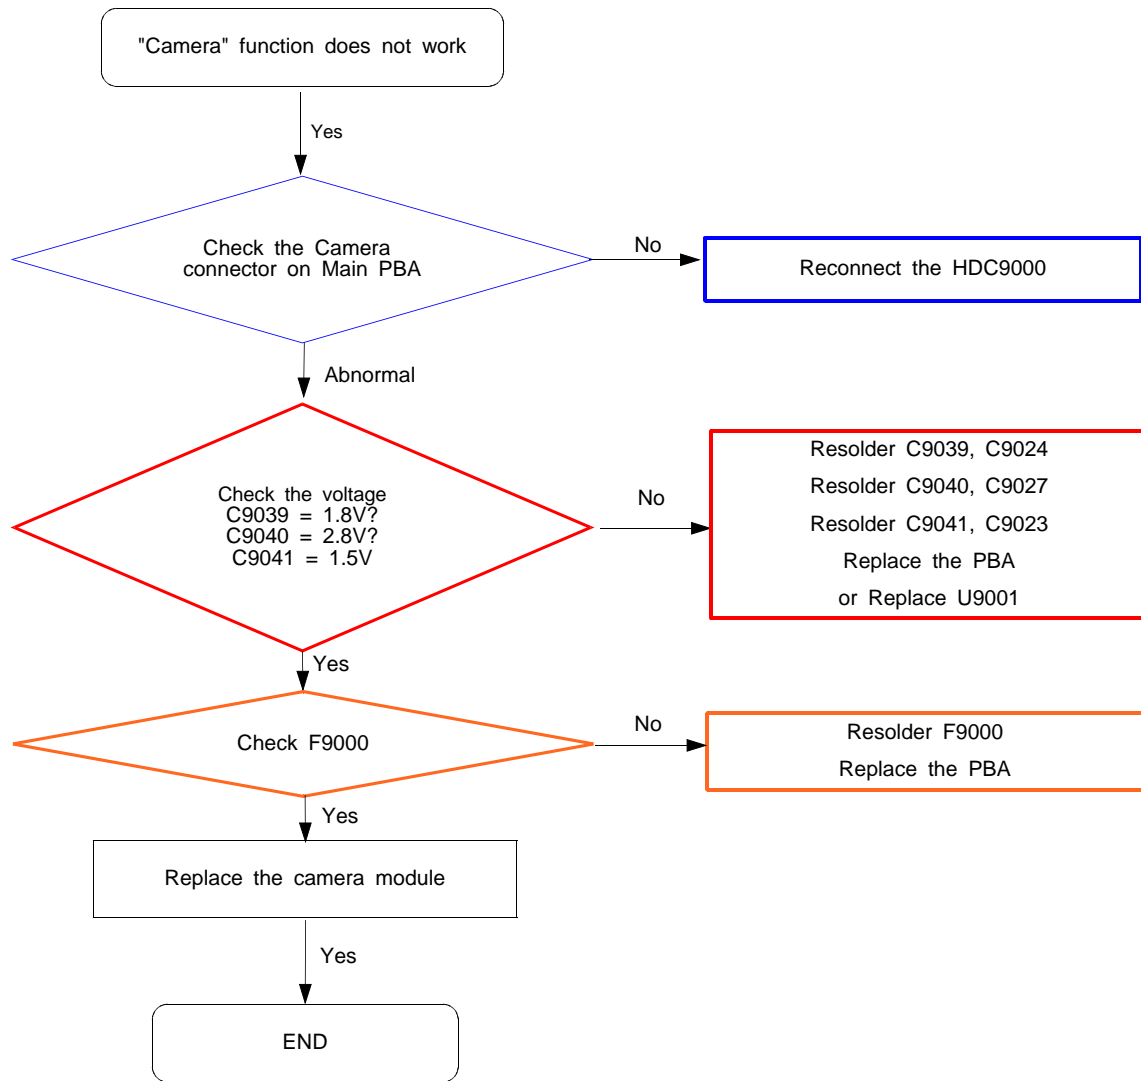 "Camera" function does not work
Yes
Check the Camera
connector on Main PBA
No
Reconnect the HDC9000
Abnormal
Check the voltage
C9039 = 1.8V?
C9040 = 2.8V?
C9041 = 1.5V
No
Resolder C9039, C9024
Resolder C9040, C9027
Resolder C9041, C9023
Replace the PBA
or Replace U9001
Yes
Check F9000
No
Resolder F9000
Replace the PBA
Yes
Replace the camera module
Yes
END